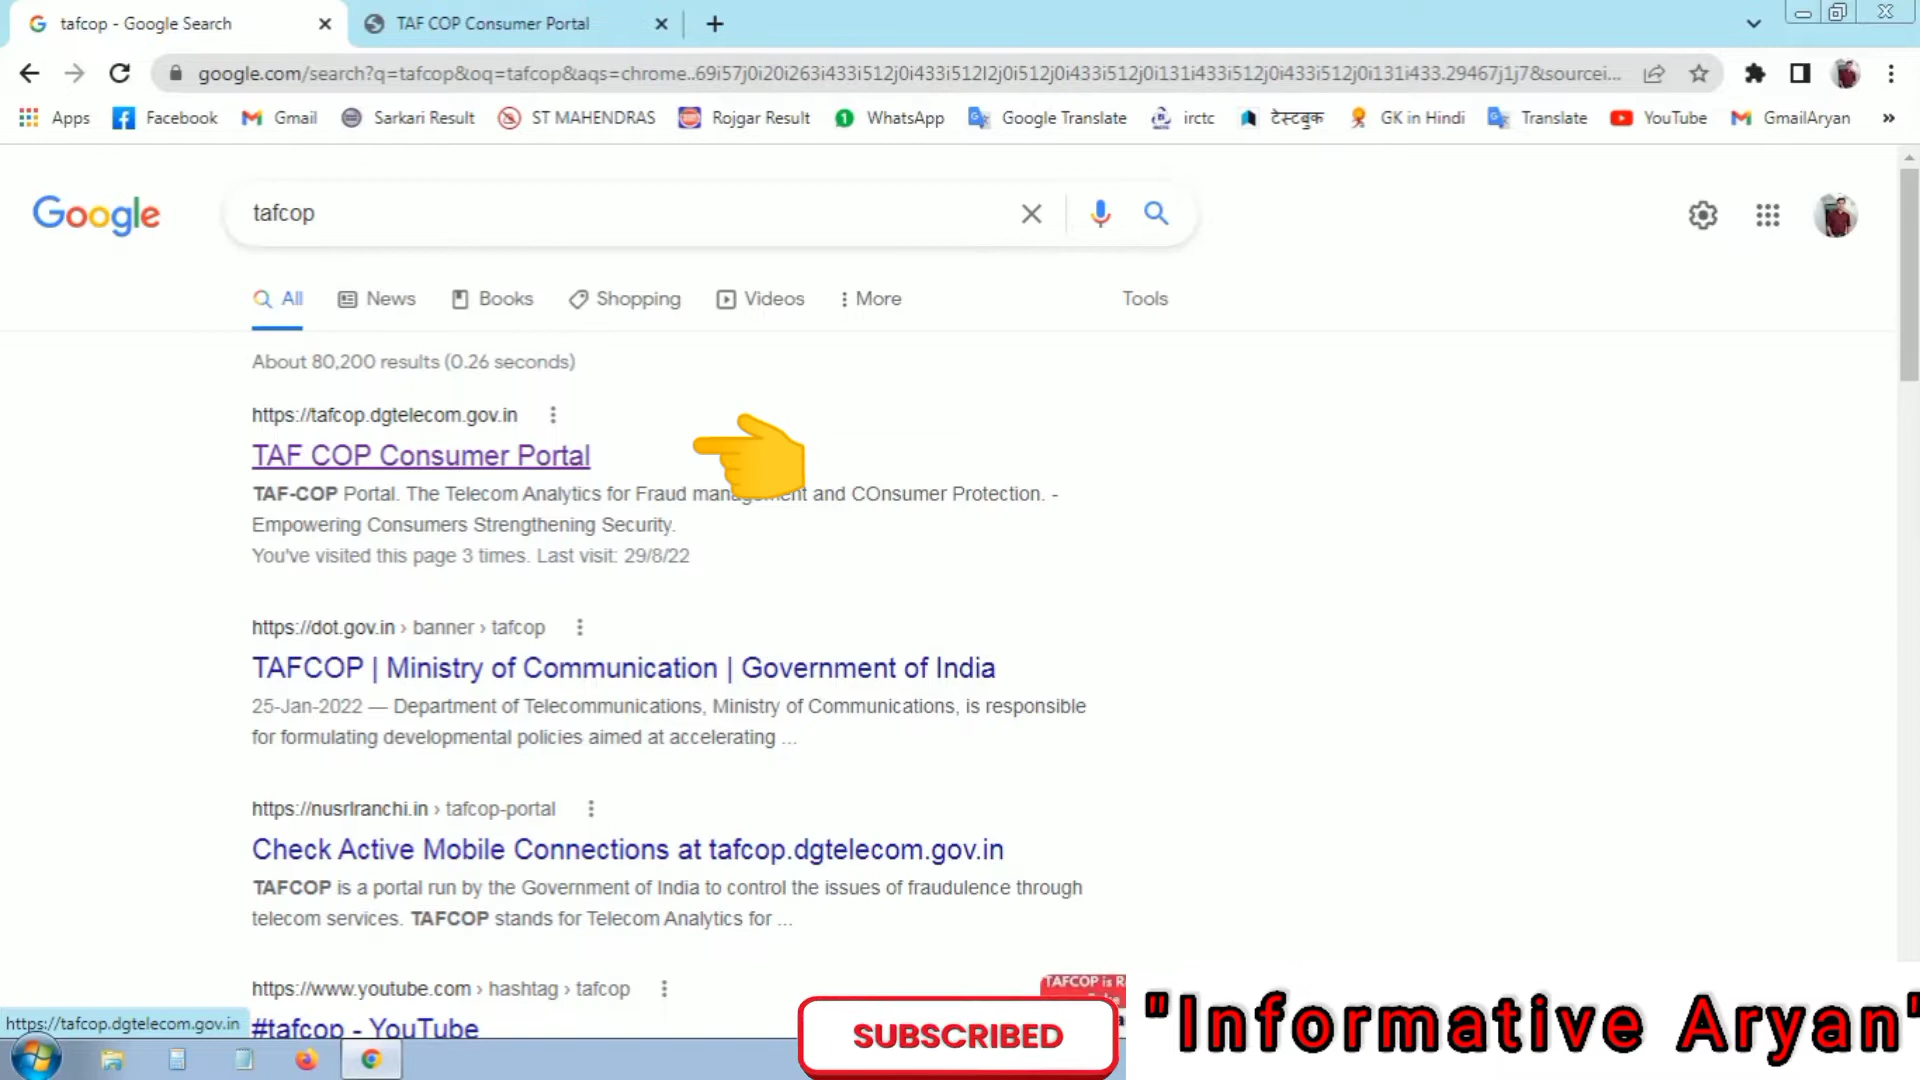 tafcop - Google Search
TAF COP Consumer Portal
google.com/search?q=tafcop&oq=tafcop&aqs=chrome..69i57j0i20i263i433i512j0i433i512l2j0i512j0i433i512j0i131i433i512j0i433i512j0i131i433.29467j1j7&sourcei...
Apps
Facebook
Gmail
Sarkari Result
ST MAHENDRAS
Rojgar Result
1
WhatsApp
Google Translate
irctc
टेस्टबुक
GK in Hindi
Translate
YouTube
GmailAryan
»
Google
tafcop
All
News
Books
Shopping
Videos
More
Tools
About 80,200 results (0.26 seconds)
https://tafcop.dgtelecom.gov.in
TAF COP Consumer Portal
TAF-COP Portal. The Telecom Analytics for Fraud management and COnsumer Protection. -
Empowering Consumers Strengthening Security.
You've visited this page 3 times. Last visit: 29/8/22
https://dot.gov.in › banner › tafcop
TAFCOP | Ministry of Communication | Government of India
25-Jan-2022 — Department of Telecommunications, Ministry of Communications, is responsible
for formulating developmental policies aimed at accelerating ...
https://nusrlranchi.in › tafcop-portal
Check Active Mobile Connections at tafcop.dgtelecom.gov.in
TAFCOP is a portal run by the Government of India to control the issues of fraudulence through
telecom services. TAFCOP stands for Telecom Analytics for ...
https://www.youtube.com › hashtag › tafcop
#tafcop - YouTube
TAFCOP is
https://tafcop.dgtelecom.gov.in
SUBSCRIBED
"Informative Aryan"